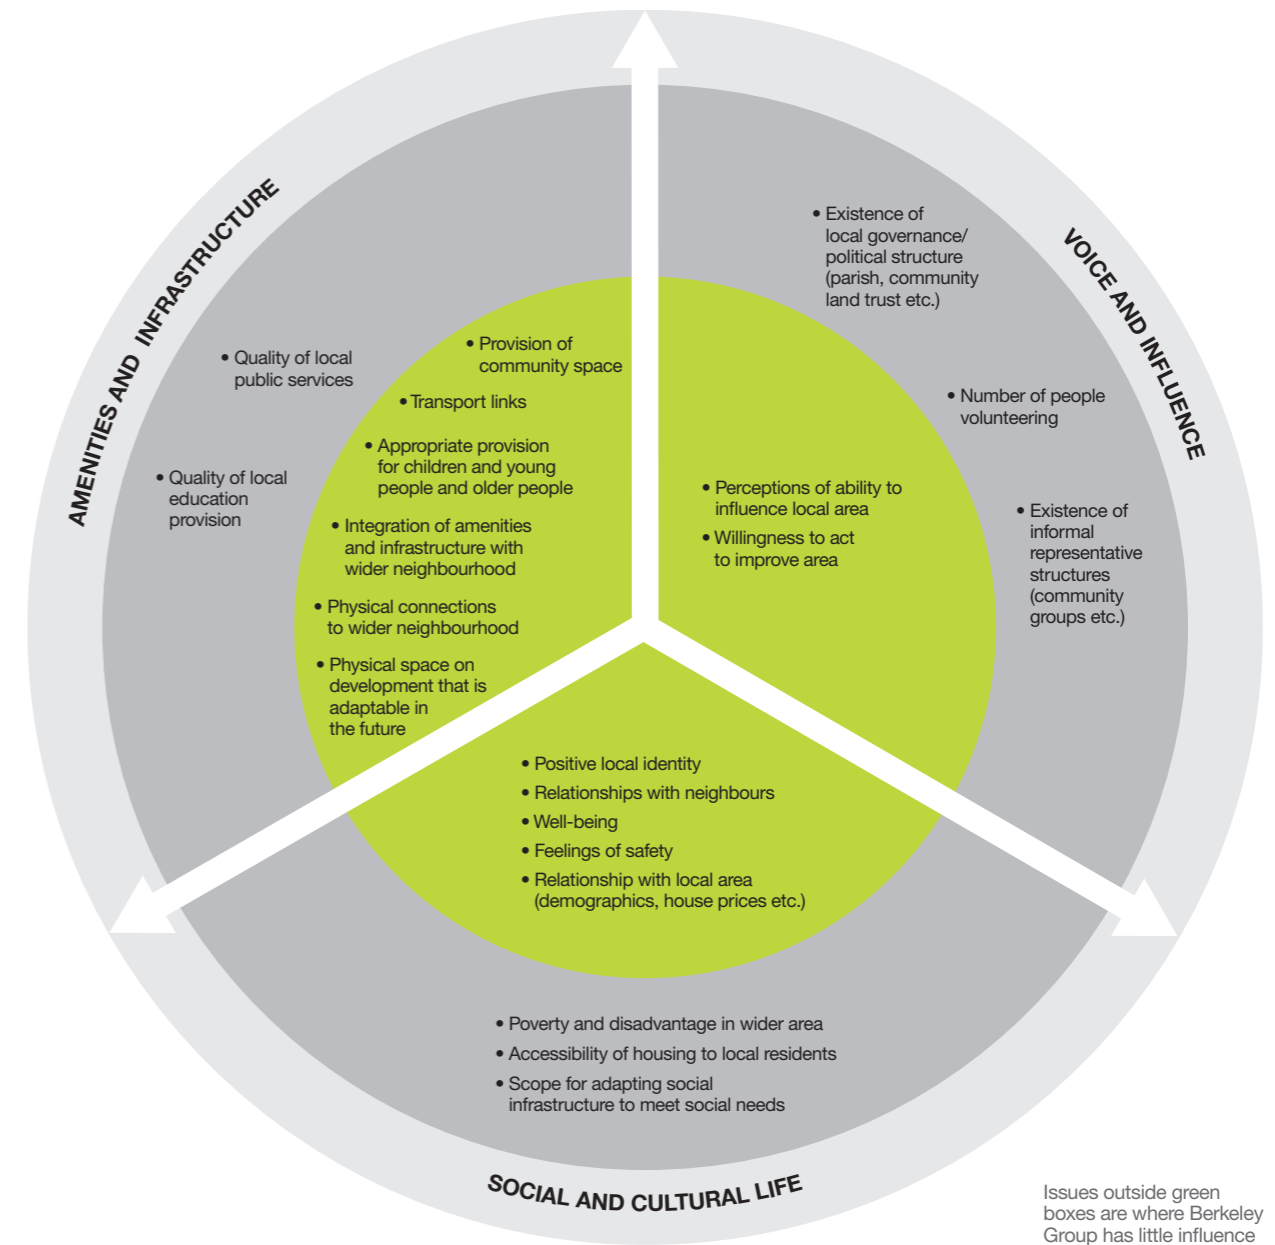 AMENITIES AND INFRASTRUCTURE
• Quality of local
public services
• Quality of local
education
provision
• Provision of
community space
• Transport links
• Appropriate provision
for children and young
people and older people
• Integration of amenities
and infrastructure with
wider neighbourhood
• Physical connections
to wider neighbourhood
• Physical space on
development that is
adaptable in
the future
VOICE AND INFLUENCE
• Existence of
local governance/
political structure
(parish, community
land trust etc.)
• Number of people
volunteering
• Existence of
informal
representative
structures
(community
groups etc.)
• Perceptions of ability to
influence local area
• Willingness to act
to improve area
• Positive local identity
• Relationships with neighbours
• Well-being
• Feelings of safety
• Relationship with local area
(demographics, house prices etc.)
• Poverty and disadvantage in wider area
• Accessibility of housing to local residents
• Scope for adapting social
infrastructure to meet social needs
SOCIAL AND CULTURAL LIFE
Issues outside green
boxes are where Berkeley
Group has little influence